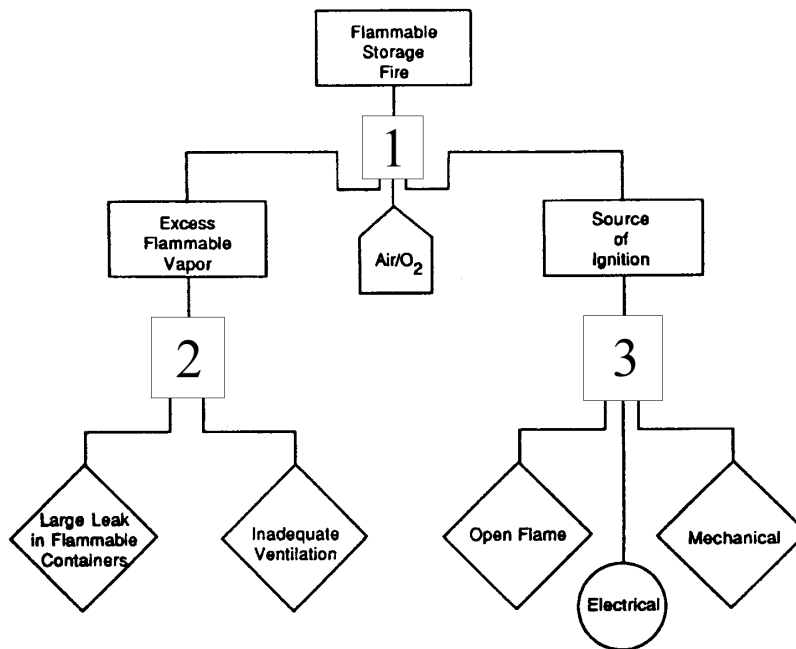 Flammable
Storage
Fire
1
Excess
Flammable
Vapor
Air/O2
Source
of
Ignition
2
3
Large Leak
in Flammable
Containers
Inadequate
Ventilation
Open Flame
Electrical
Mechanical